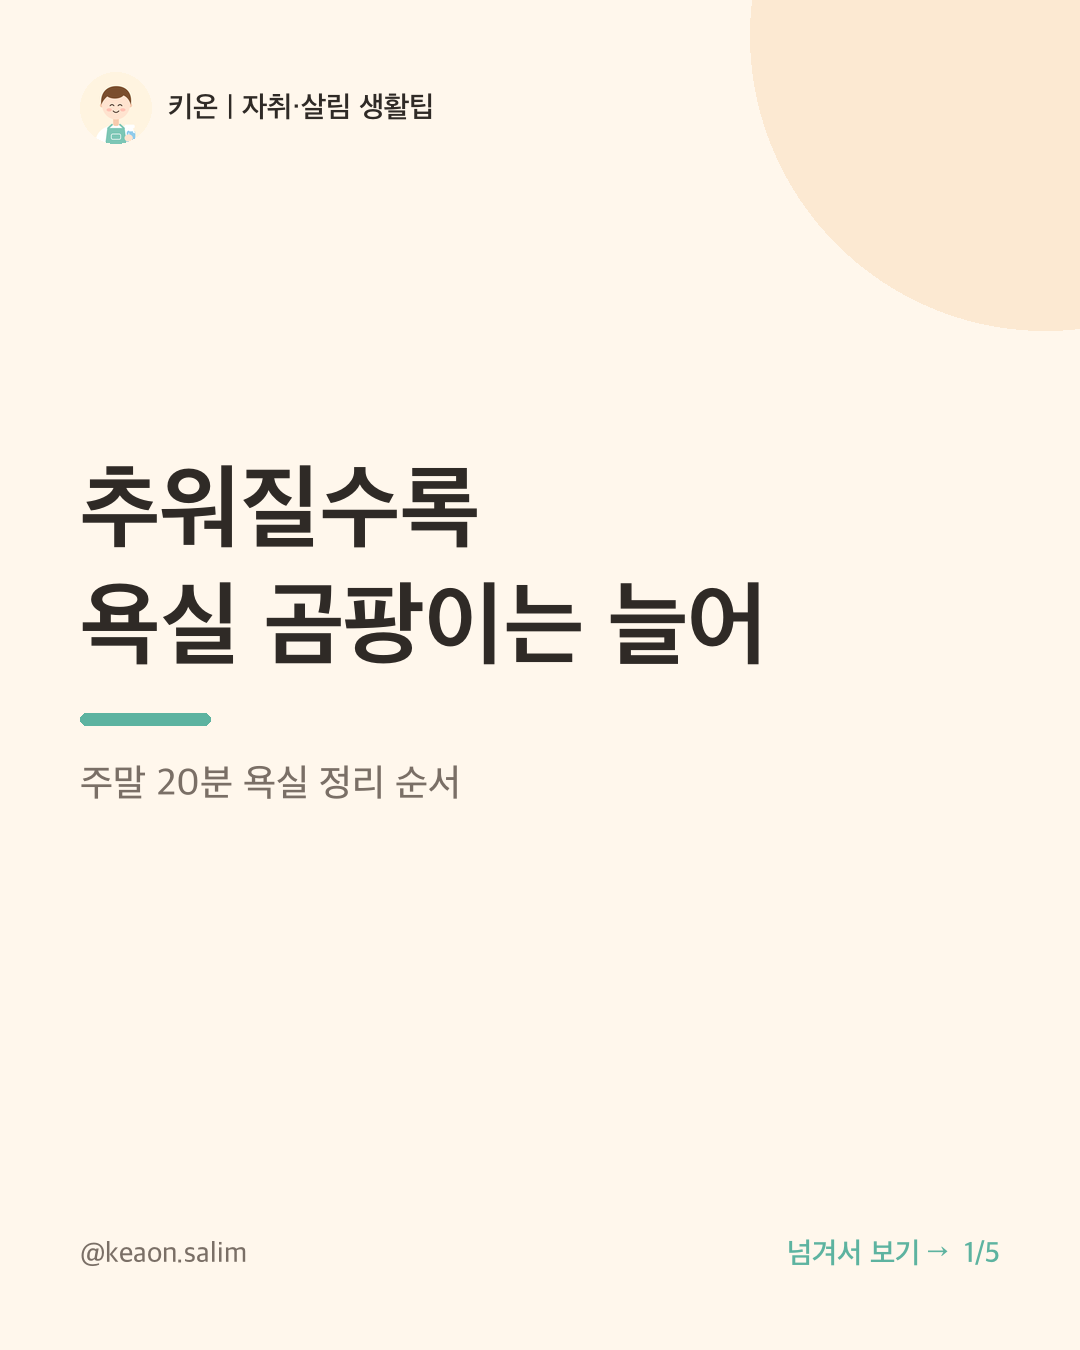 키온 | 자취·살림 생활팁
추워질수록
욕실 곰팡이는 늘어
주말 20분 욕실 정리 순서
@keaon.salim
넘겨서 보기 → 1/5